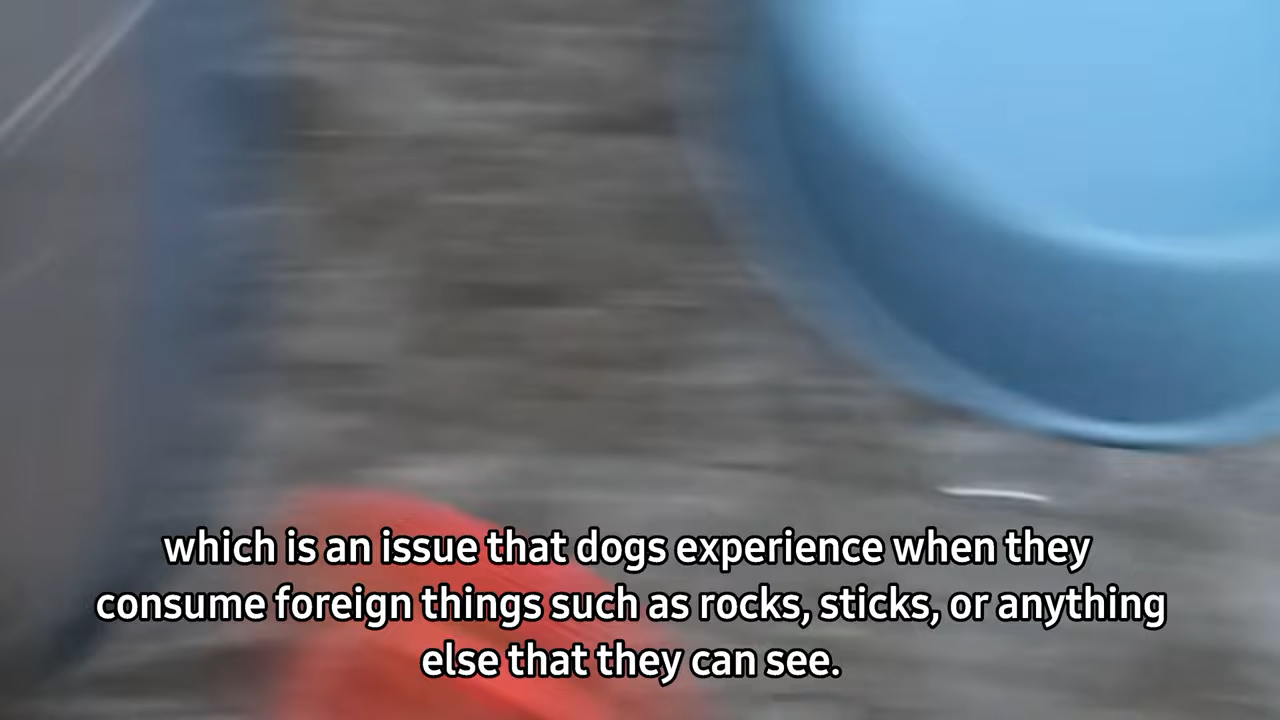 which is an issue that dogs experience when they
consume foreign things such as rocks, sticks, or anything
else that they can see.